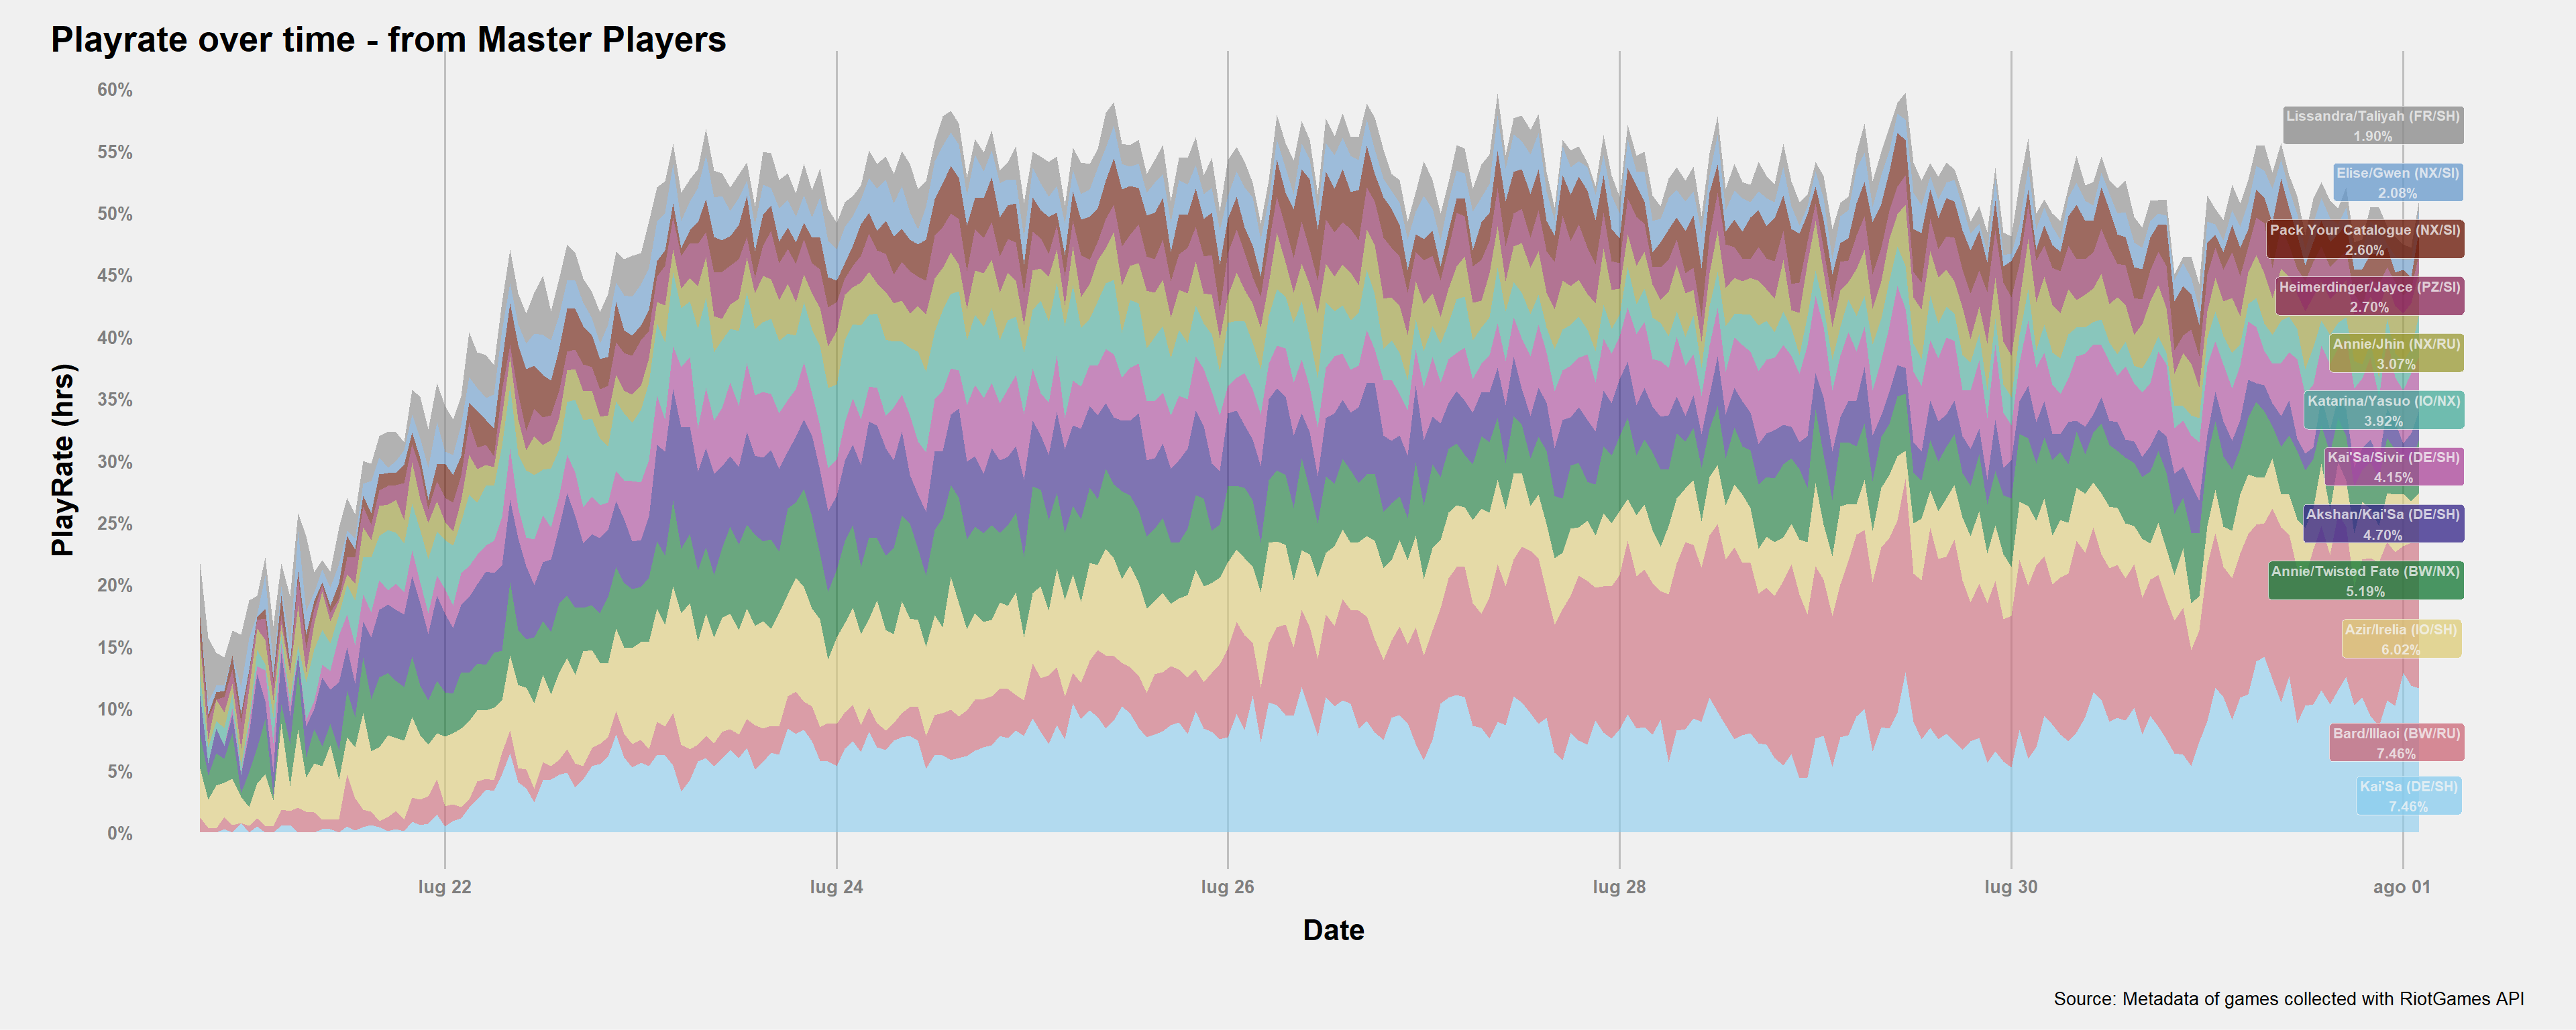 Playrate over time - from Master Players
PlayRate (hrs)
60%
55%
50%
45%
40%
35%
30%
25%
20%
15%
10%
5%
0%
Lissandra/Taliyah (FR/SH)
1.90%
Elise/Gwen (NX/SI)
2.08%
Pack Your Catalogue (NX/SI)
2.60%
Heimerdinger/Jayce (PZ/SI)
2.70%
Annie/Jhin (NX/RU)
3.07%
Katarina/Yasuo (IO/NX)
3.92%
Kai'Sa/Sivir (DE/SH)
4.15%
Akshan/Kai'Sa (DE/SH)
4.70%
Annie/Twisted Fate (BW/NX)
5.19%
Azir/Irelia (IO/SH)
6.02%
Bard/Illaoi (BW/RU)
7.46%
Kai'Sa (DE/SH)
7.46%
lug 22
lug 24
lug 26
lug 28
lug 30
ago 01
Date
Source: Metadata of games collected with RiotGames API